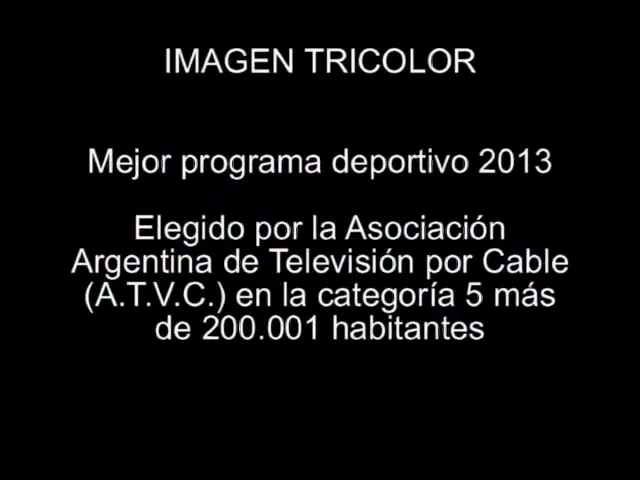 IMAGEN TRICOLOR
Mejor programa deportivo 2013
Elegido por la Asociación
Argentina de Televisión por Cable
(A.T.V.C.) en la categoría 5 más
de 200.001 habitantes